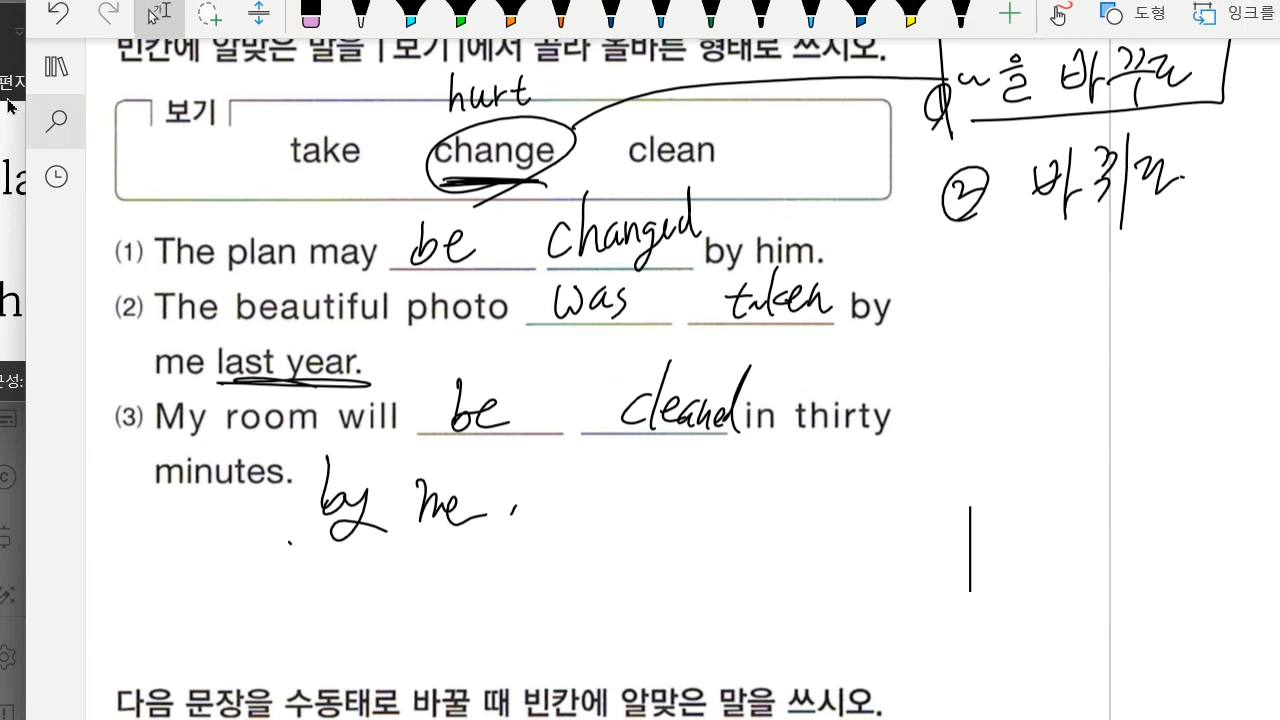 도형
잉크를
편지
빈칸에 알맞은 말을 |보기|에서 골라 올바른 형태로 쓰시오.
~을 바꾸다
hurt
보기
take change clean
② 바뀌다.
(1) The plan may be changed by him.
(2) The beautiful photo was taken by
me last year.
(3) My room will be cleaned in thirty
minutes. by me.
다음 문장을 수동태로 바꿀 때 빈칸에 알맞은 말을 쓰시오.